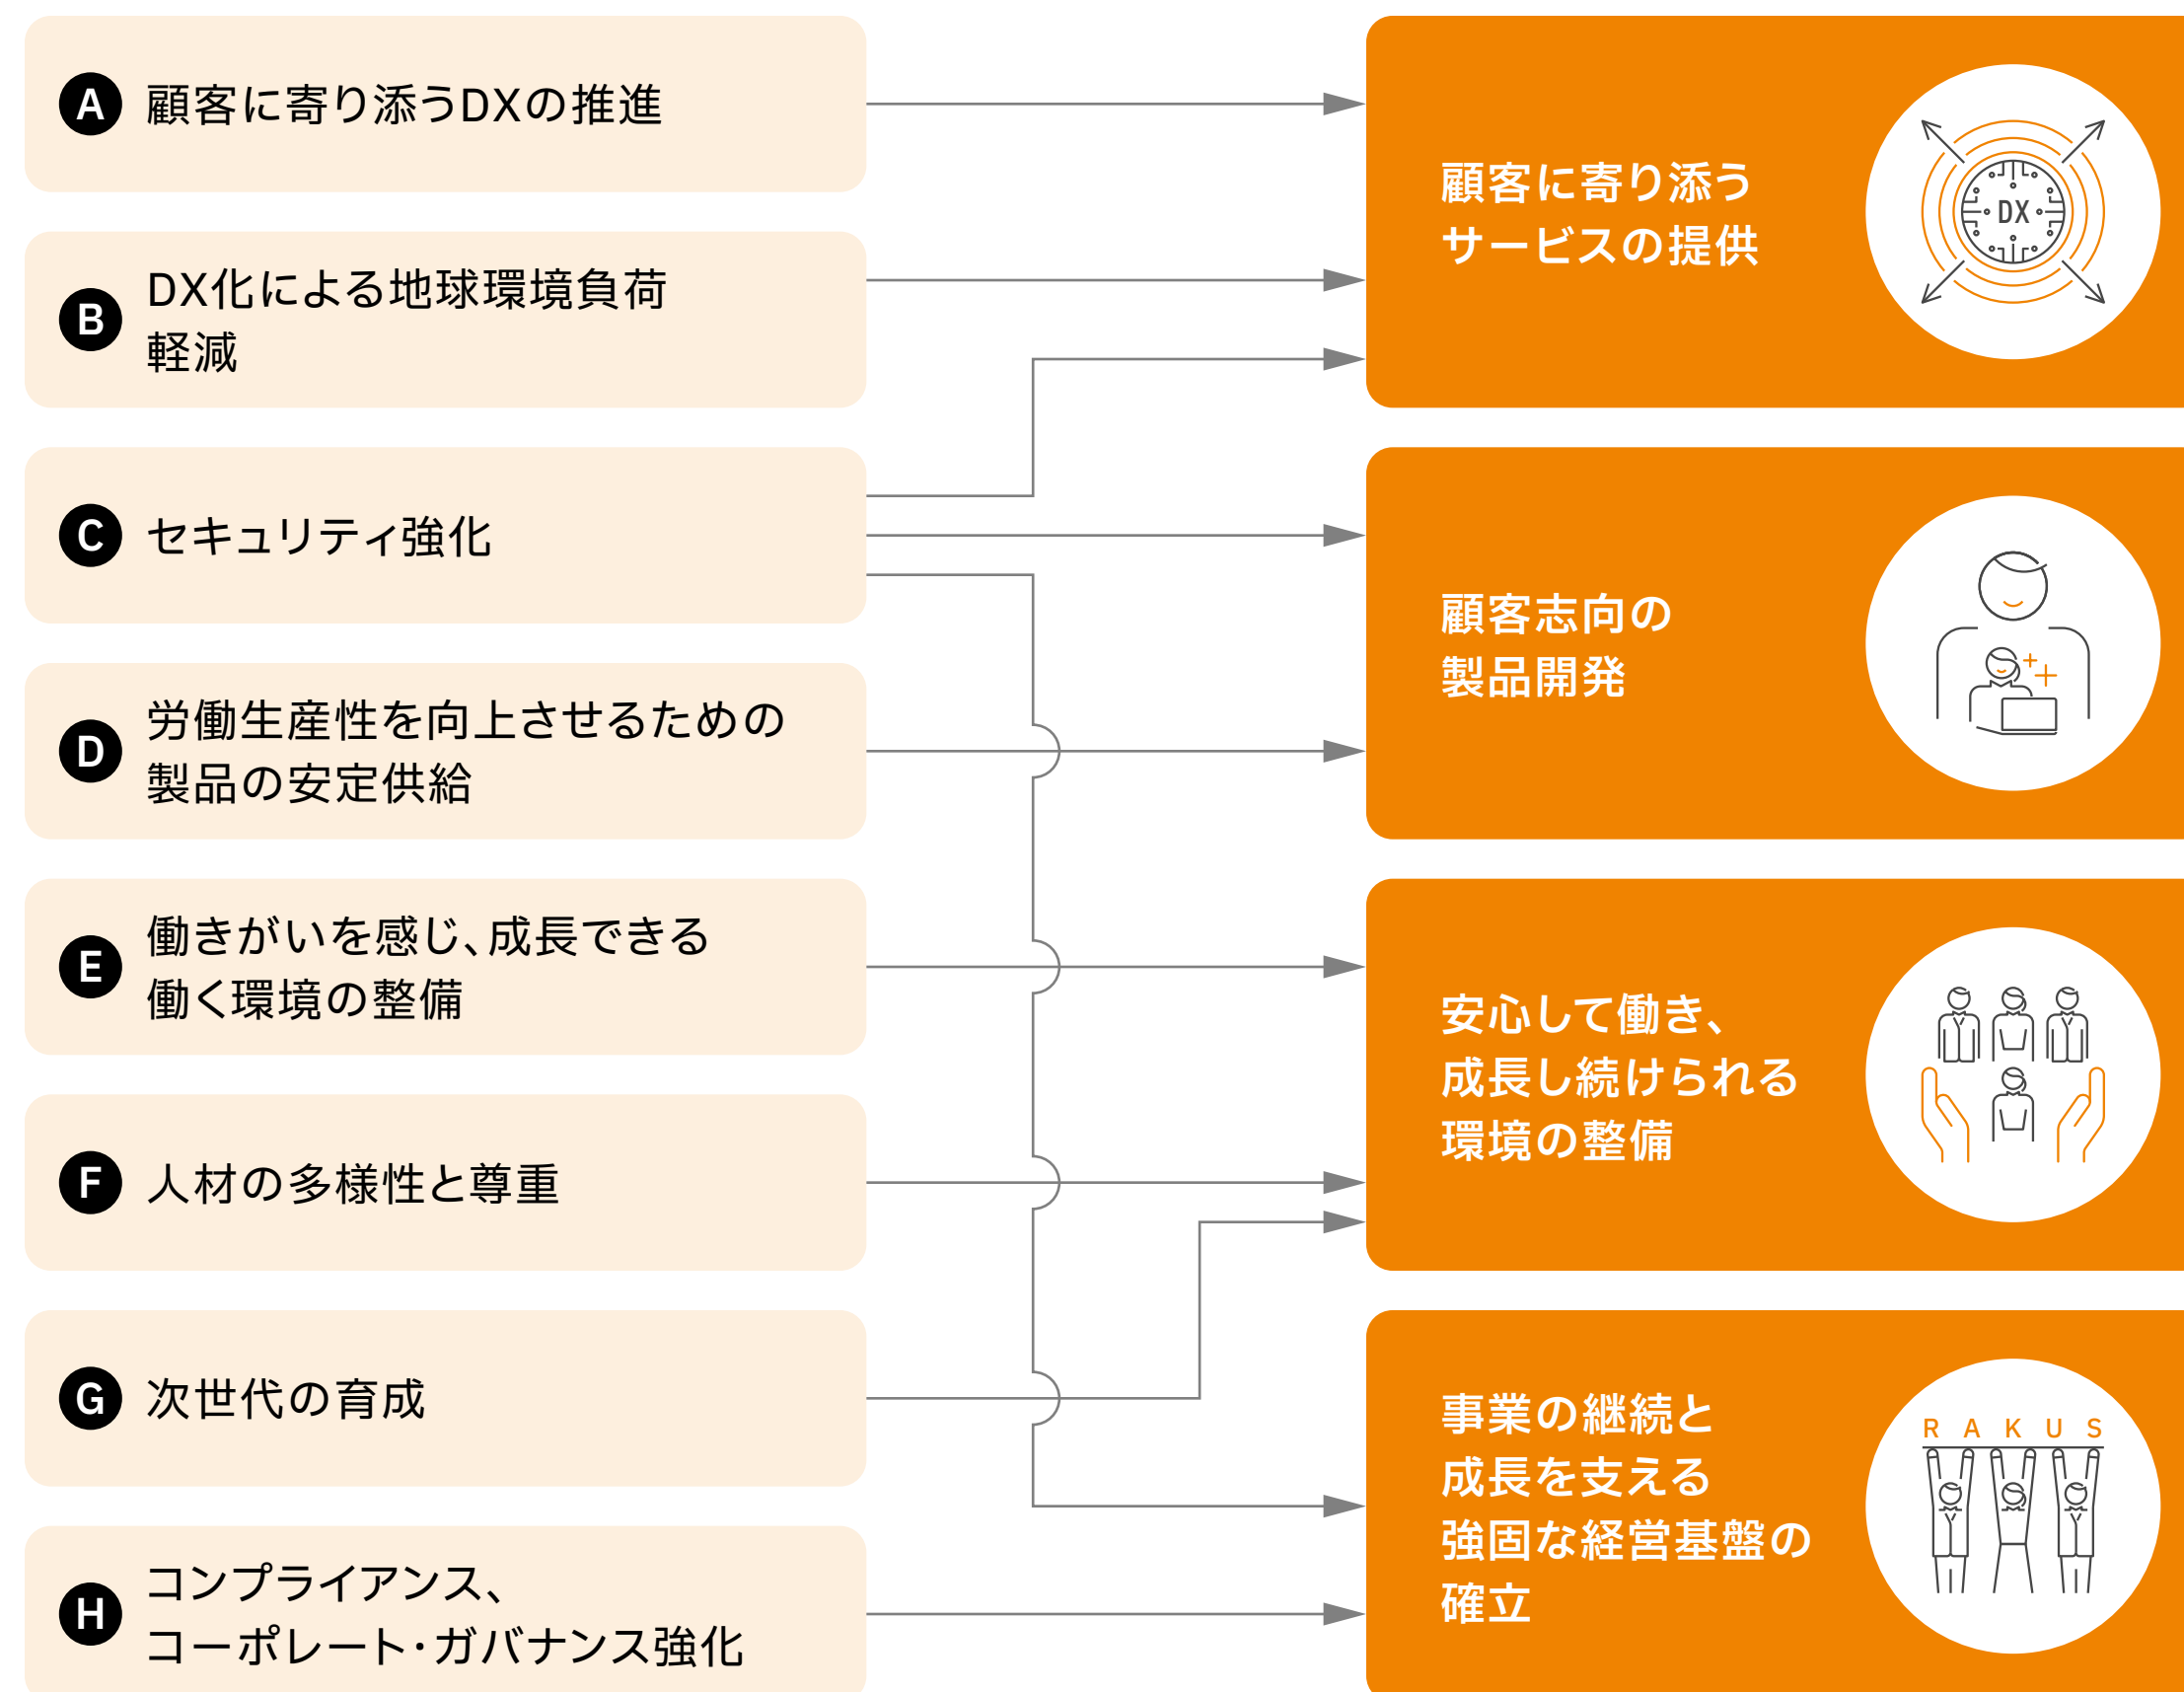 A 顧客に寄り添うDXの推進
B DX化による地球環境負荷
軽減
C セキュリティ強化
D 労働生産性を向上させるための
製品の安定供給
E 働きがいを感じ、成長できる
働く環境の整備
F 人材の多様性と尊重
G 次世代の育成
H コンプライアンス、
コーポレート・ガバナンス強化
顧客に寄り添う
サービスの提供
DX
顧客志向の
製品開発
安心して働き、
成長し続けられる
環境の整備
事業の継続と
成長を支える
強固な経営基盤の
確立
RAKUS